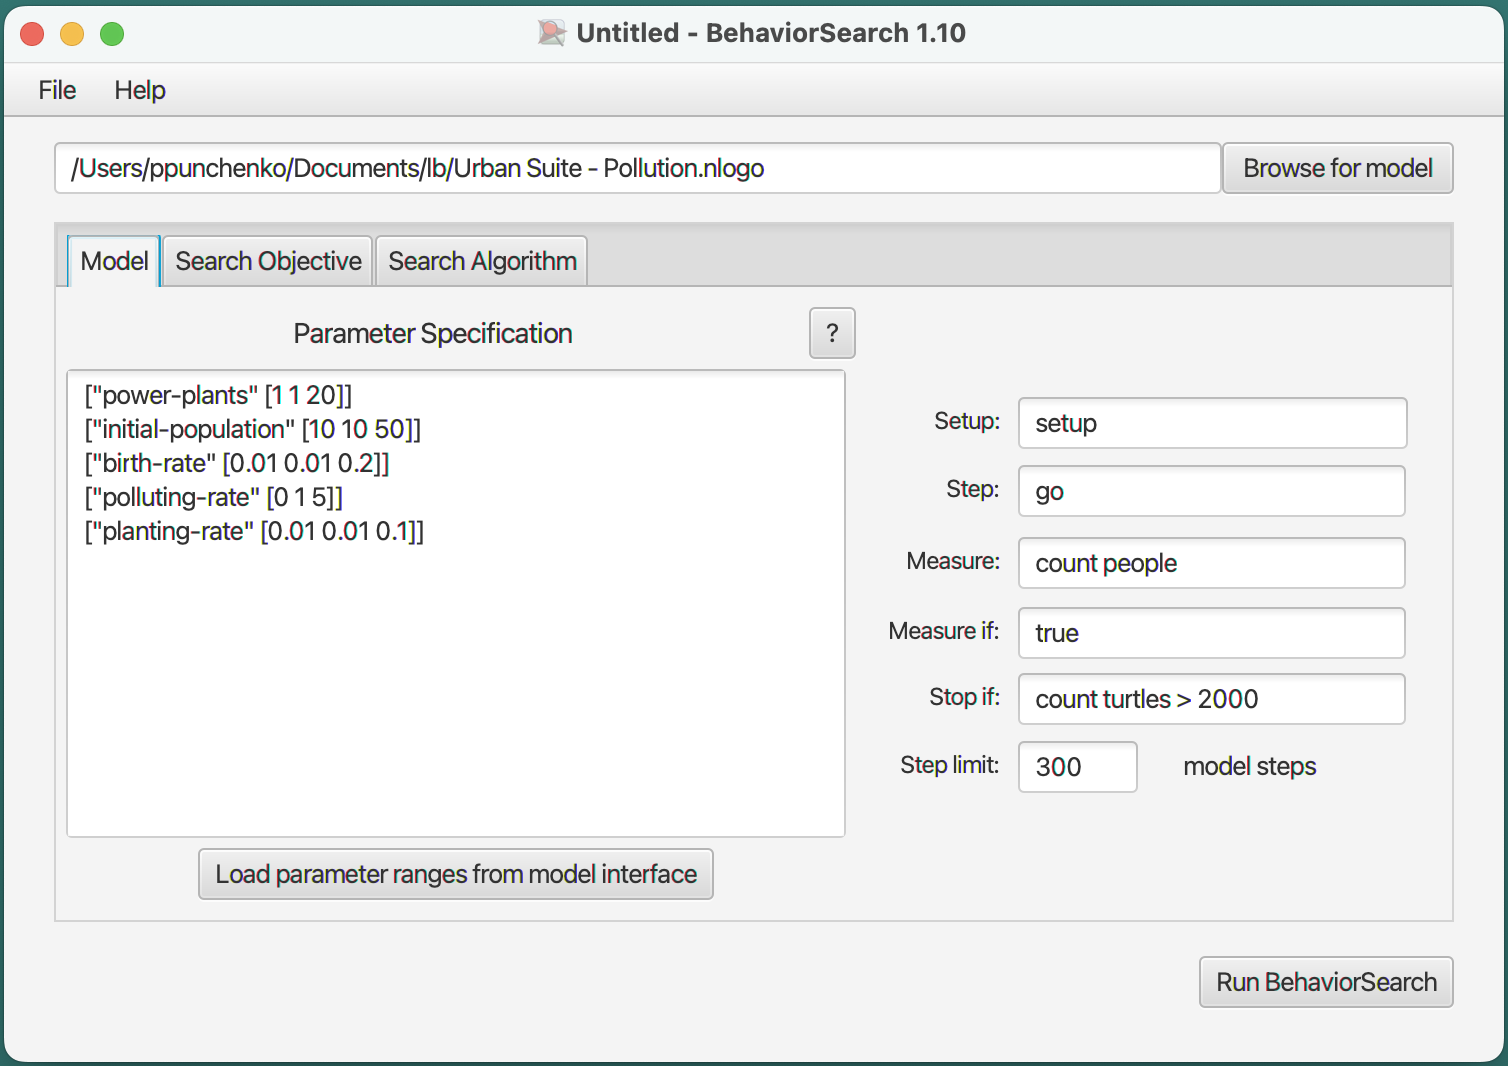 Untitled - BehaviorSearch 1.10
File Help
/Users/ppunchenko/Documents/lb/Urban Suite - Pollution.nlogo
Browse for model
Model
Search Objective
Search Algorithm
Parameter Specification
?
["power-plants" [1 1 20]]
["initial-population" [10 10 50]]
["birth-rate" [0.01 0.01 0.2]]
["polluting-rate" [0 1 5]]
["planting-rate" [0.01 0.01 0.1]]
Load parameter ranges from model interface
Setup: setup
Step: go
Measure: count people
Measure if: true
Stop if: count turtles > 2000
Step limit: 300 model steps
Run BehaviorSearch